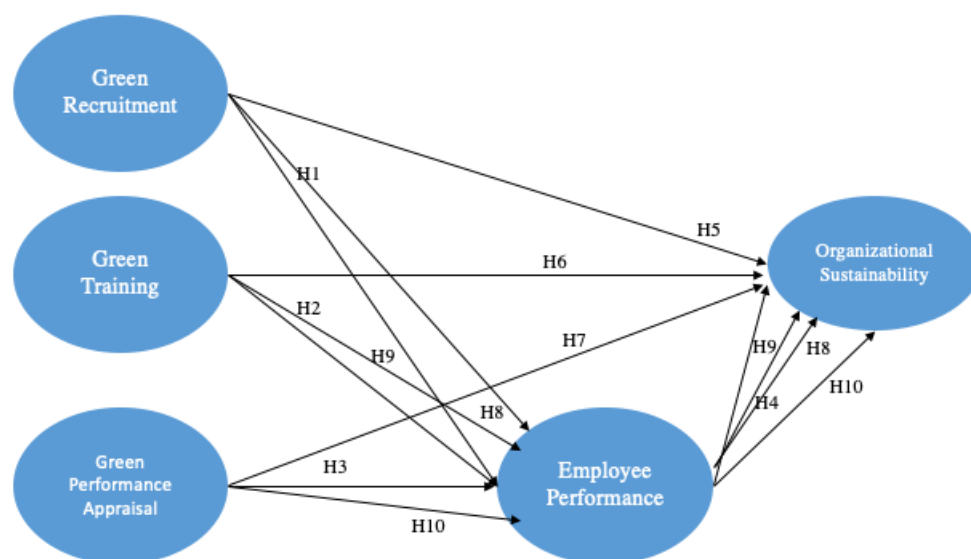 Green
Recruitment
H1
H5
Green
Training
H6
Organizational
Sustainability
H2
H9
H7
H9
H8
H4
H10
H8
Green
Performance
Appraisal
H3
H10
Employee
Performance